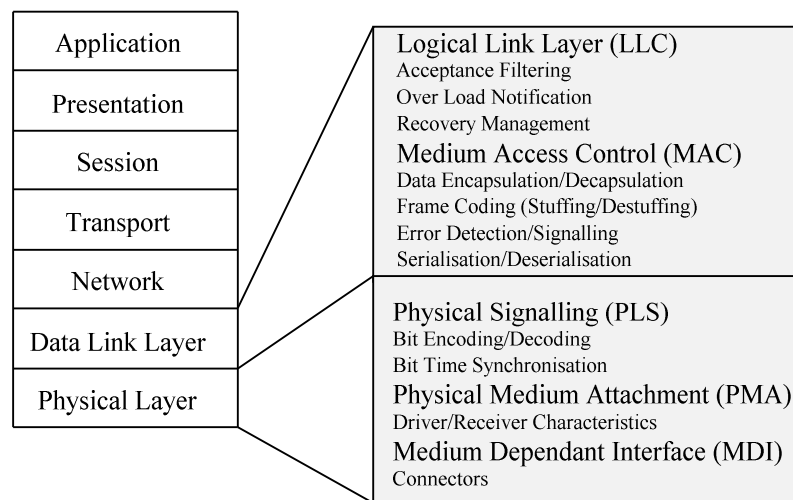 Application
Presentation
Session
Transport
Network
Data Link Layer
Physical Layer
Logical Link Layer (LLC)
Acceptance Filtering
Over Load Notification
Recovery Management
Medium Access Control (MAC)
Data Encapsulation/Decapsulation
Frame Coding (Stuffing/Destuffing)
Error Detection/Signalling
Serialisation/Deserialisation
Physical Signalling (PLS)
Bit Encoding/Decoding
Bit Time Synchronisation
Physical Medium Attachment (PMA)
Driver/Receiver Characteristics
Medium Dependant Interface (MDI)
Connectors